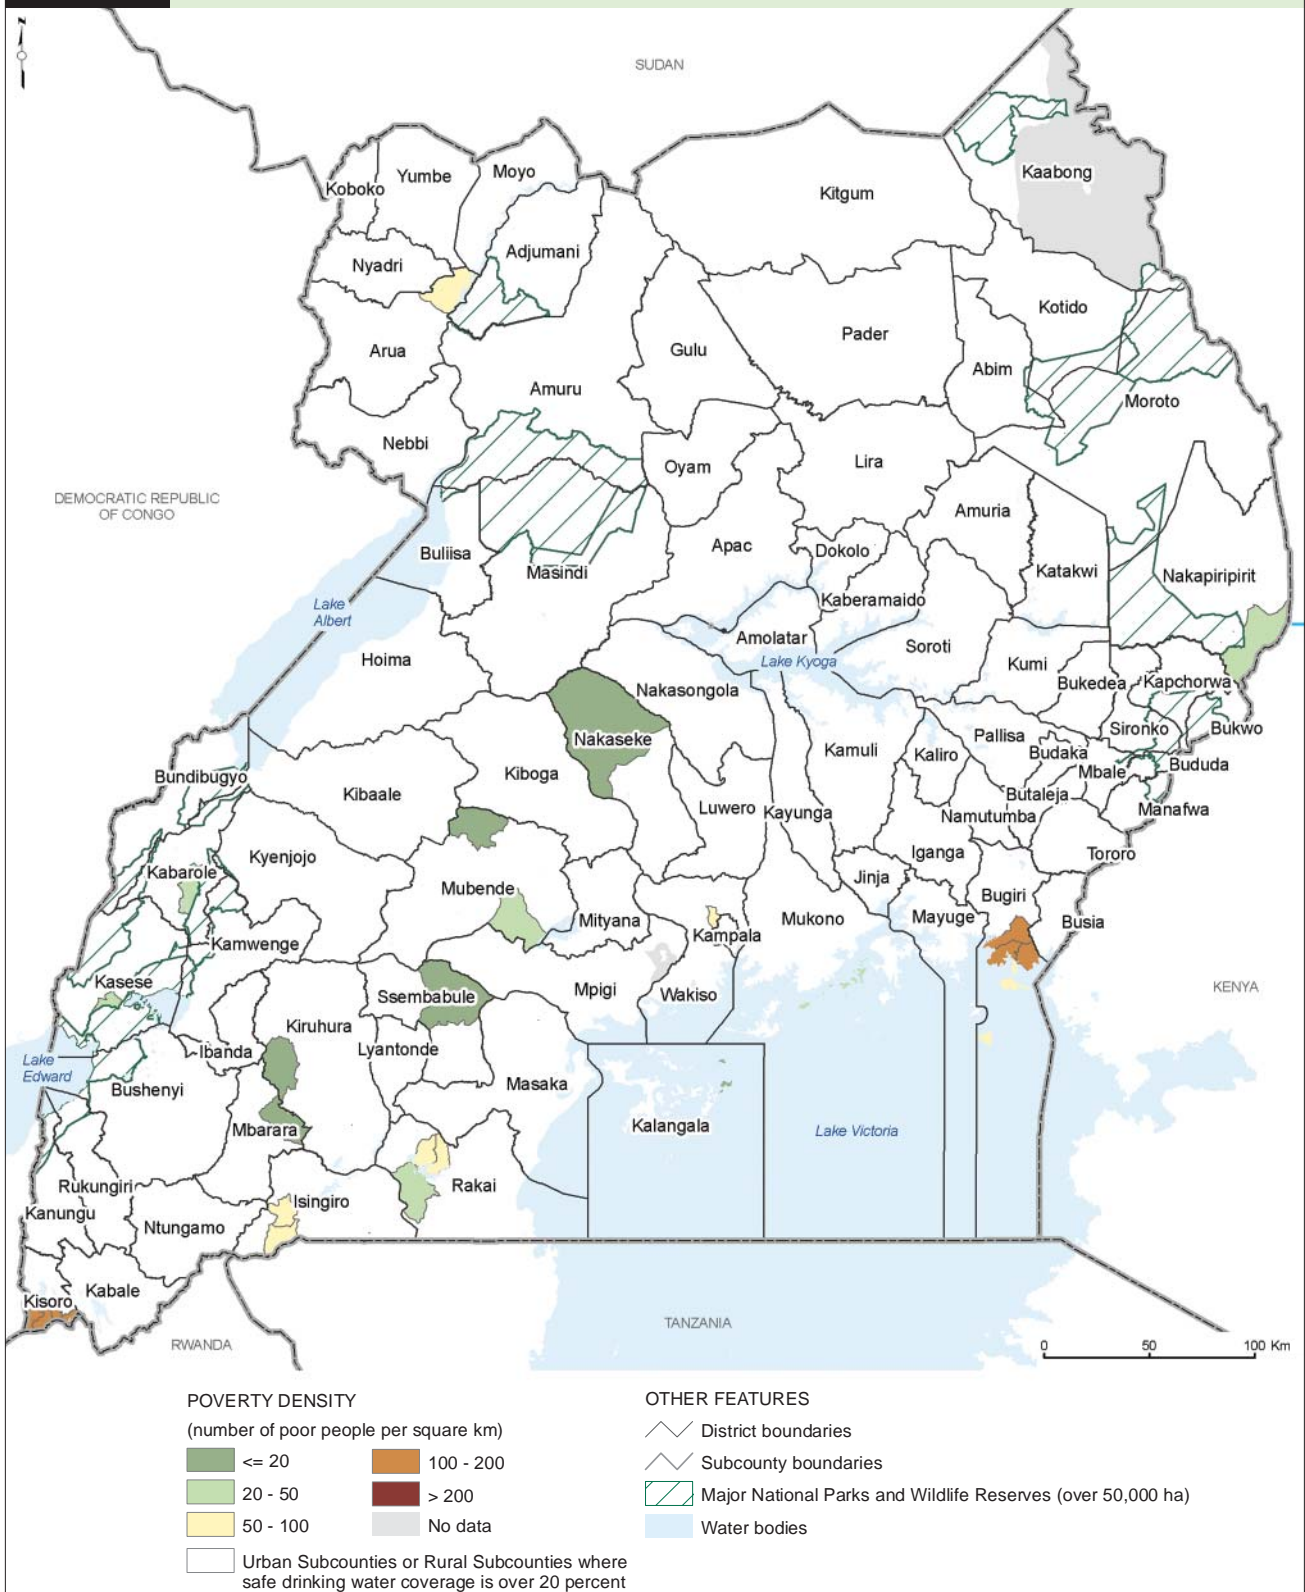 N
SUDAN
Kaabong
Koboko
Yumbe
Moyo
Kitgum
Nyadri
Adjumani
Kotido
Arua
Gulu
Pader
Abim
Amuru
Moroto
Nebbi
Oyam
Lira
DEMOCRATIC REPUBLIC
OF CONGO
Amuria
Buliisa
Apac
Dokolo
Masindi
Katakwi
Nakapiripirit
Lake
Albert
Kaberamaido
Amolatar
Soroti
Hoima
Lake Kyoga
Kumi
Bukedea
Kapchorwa
Nakasongola
Nakaseke
Kamuli
Kaliro
Pallisa
Sironko
Bukwo
Budaka
Bundibugyo
Kiboga
Mbale
Bududa
Kibaale
Butaleja
Luwero
Kayunga
Namutumba
Manafwa
Kyenjojo
Iganga
Tororo
Kabarole
Jinja
Mubende
Bugiri
Mityana
Mukono
Mayuge
Busia
Kampala
Kamwenge
Kasese
Ssembabule
Mpigi
Wakiso
KENYA
Kiruhura
Ibanda
Lyantonde
Lake
Edward
Bushenyi
Masaka
Mbarara
Kalangala
Lake Victoria
Rukungiri
Isingiro
Rakai
Kanungu
Ntungamo
Kabale
Kisoro
RWANDA
TANZANIA
0 50 100 Km
POVERTY DENSITY
(number of poor people per square km)
<= 20
20 - 50
50 - 100
100 - 200
> 200
No data
Urban Subcounties or Rural Subcounties where
safe drinking water coverage is over 20 percent
OTHER FEATURES
District boundaries
Subcounty boundaries
Major National Parks and Wildlife Reserves (over 50,000 ha)
Water bodies